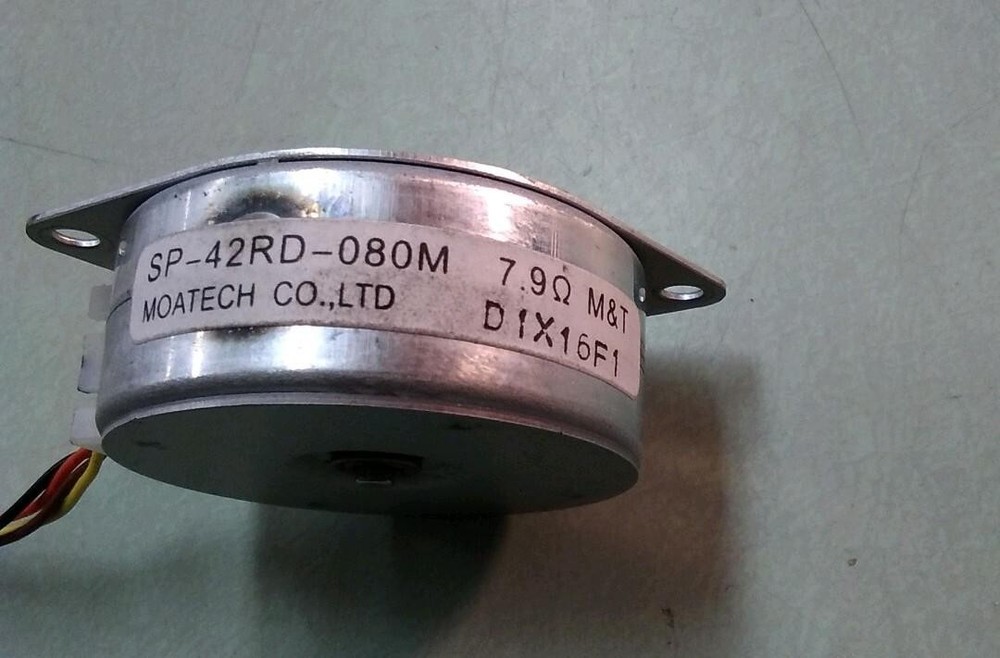 SP-42RD-080M 7.9Ω M&T
MOATECH CO.,LTD D1X16F1